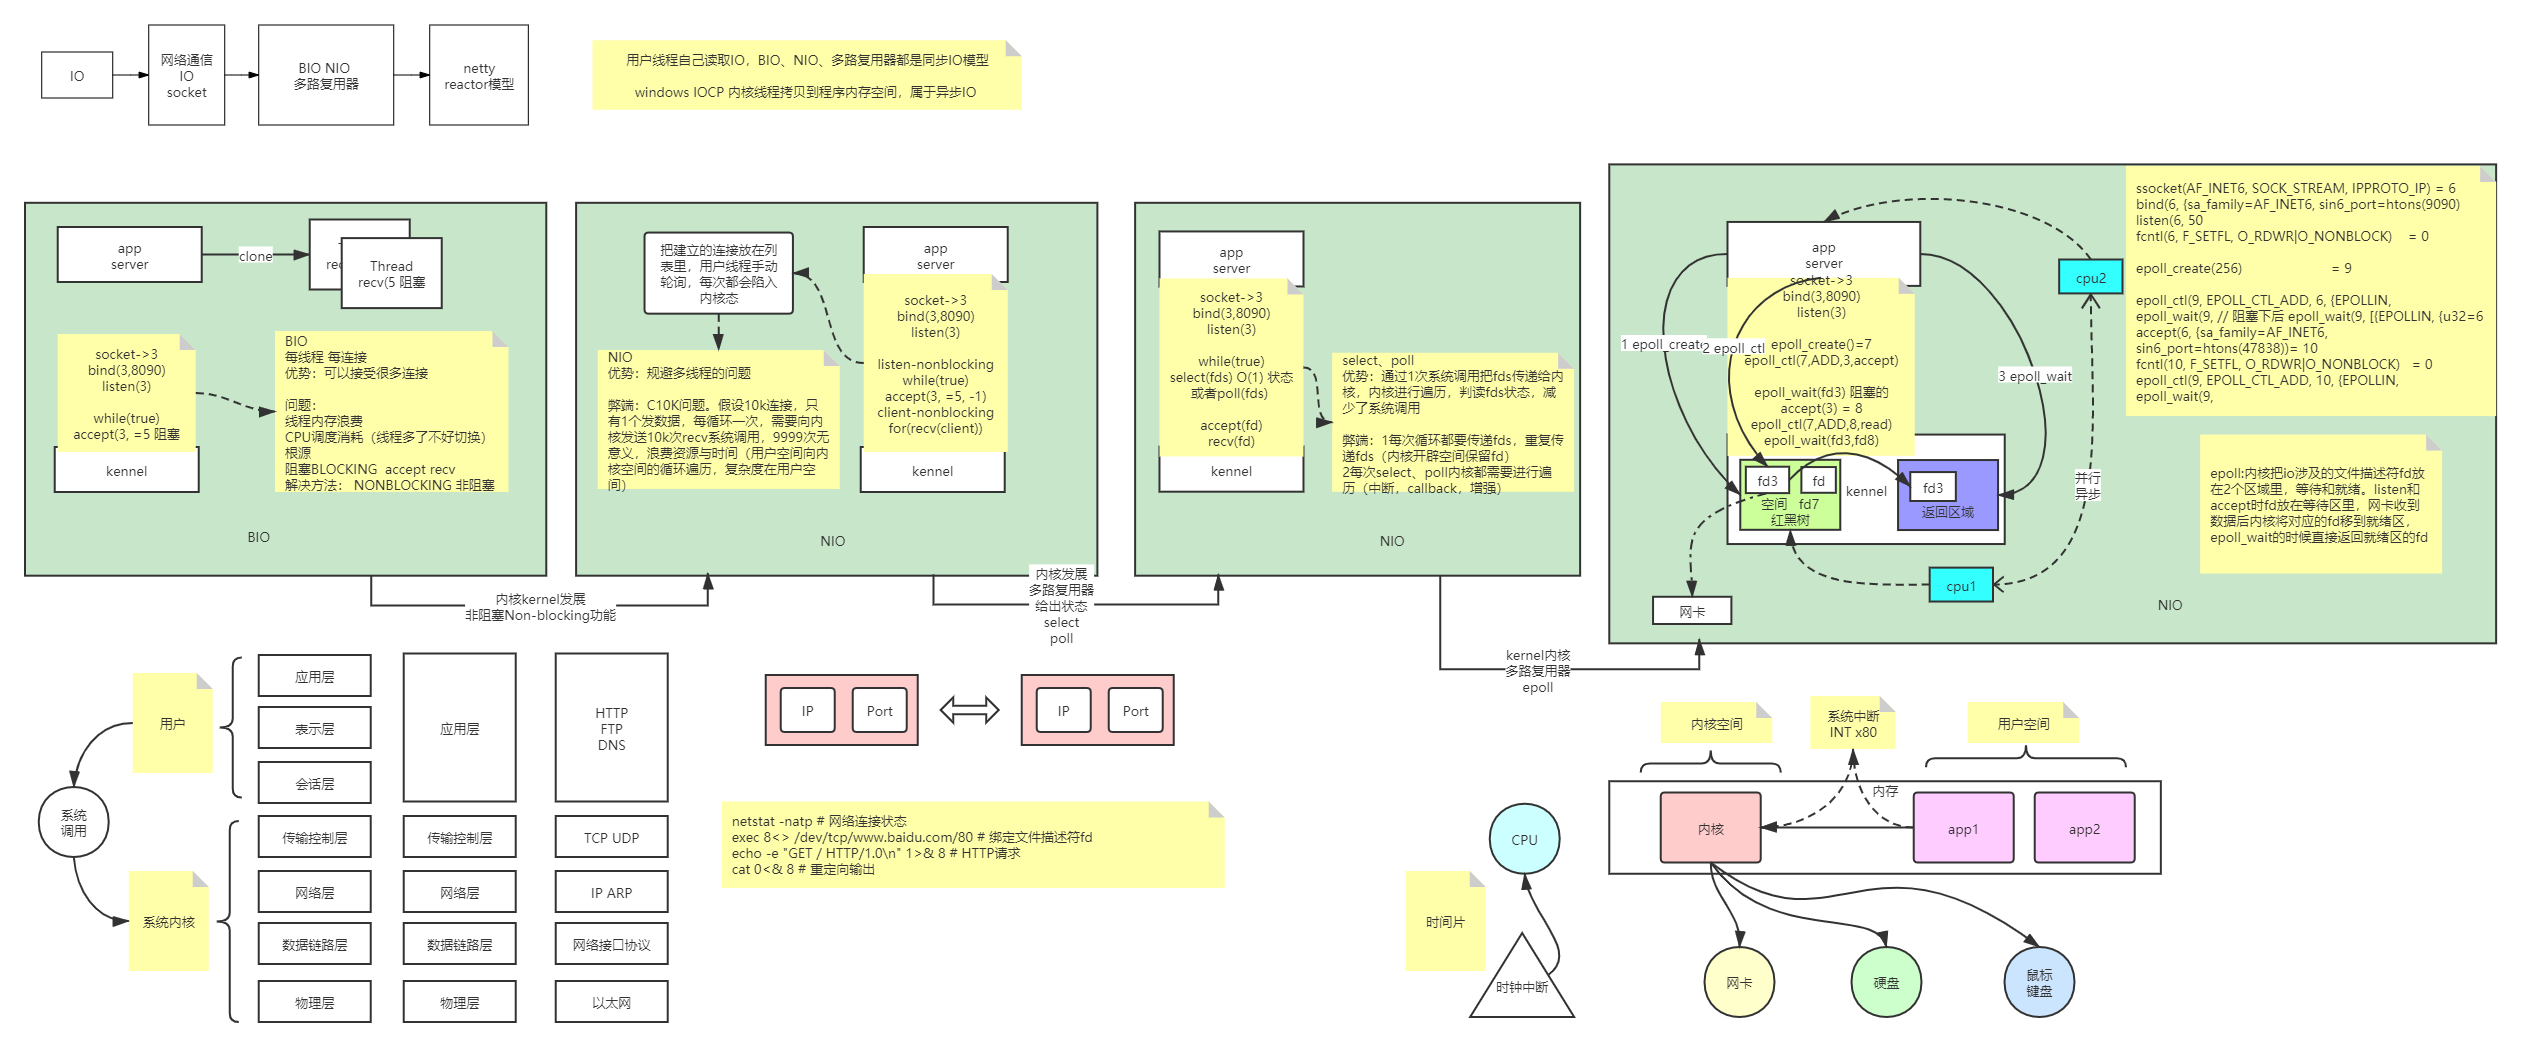 IO
网络通信
IO
socket
BIO NIO
多路复用器
netty
reactor模型
用户线程自己读取IO，BIO、NIO、多路复用器都是同步IO模型
windows IOCP 内核线程拷贝到程序内存空间，属于异步IO
app
server
clone
Thread
recv(5 阻塞
socket->3
bind(3,8090)
listen(3)
while(true)
accept(3, =5 阻塞
kennel
BIO
每线程 每连接
优势：可以接受很多连接
问题：
线程内存浪费
CPU调度消耗（线程多了不好切换）
根源
阻塞BLOCKING  accept recv
解决方法： NONBLOCKING 非阻塞
BIO
内核kernel发展
非阻塞Non-blocking功能
把建立的连接放在列
表里，用户线程手动
轮询，每次都会陷入
内核态
app
server
socket->3
bind(3,8090)
listen(3)
listen-nonblocking
while(true)
accept(3, =5, -1)
client-nonblocking
for(recv(client))
kennel
NIO
优势：规避多线程的问题
弊端：C10K问题。假设10k连接，只
有1个发数据，每循环一次，需要向内
核发送10k次recv系统调用，9999次无
意义，浪费资源与时间（用户空间向内
核空间的循环遍历，复杂度在用户空
间）
NIO
内核发展
多路复用器
给出状态
select
poll
app
server
socket->3
bind(3,8090)
listen(3)
while(true)
select(fds) O(1) 状态
或者poll(fds)
accept(fd)
recv(fd)
kennel
select、poll
优势：通过1次系统调用把fds传递给内
核，内核进行遍历，判读fds状态，减
少了系统调用
弊端：1每次循环都要传递fds，重复传
递fds（内核开辟空间保留fd）
2每次select、poll内核都需要进行遍
历（中断，callback，增强）
NIO
kernel内核
多路复用器
epoll
app
server
socket->3
bind(3,8090)
listen(3)
epoll_create()=7
epoll_ctl(7,ADD,3,accept)
epoll_wait(fd3) 阻塞的
accept(3) = 8
epoll_ctl(7,ADD,8,read)
epoll_wait(fd3,fd8)
1 epoll_create
2 epoll_ctl
3 epoll_wait
fd3
fd
空间   fd7
红黑树
kennel
fd3
返回区域
网卡
cpu1
cpu2
并行
异步
NIO
ssocket(AF_INET6, SOCK_STREAM, IPPROTO_IP) = 6
bind(6, {sa_family=AF_INET6, sin6_port=htons(9090)
listen(6, 50
fcntl(6, F_SETFL, O_RDWR|O_NONBLOCK)    = 0
epoll_create(256)                       = 9
epoll_ctl(9, EPOLL_CTL_ADD, 6, {EPOLLIN,
epoll_wait(9, // 阻塞下后 epoll_wait(9, [{EPOLLIN, {u32=6
accept(6, {sa_family=AF_INET6,
sin6_port=htons(47838))= 10
fcntl(10, F_SETFL, O_RDWR|O_NONBLOCK)   = 0
epoll_ctl(9, EPOLL_CTL_ADD, 10, {EPOLLIN,
epoll_wait(9,
epoll:内核把io涉及的文件描述符fd放
在2个区域里，等待和就绪。listen和
accept时fd放在等待区里，网卡收到
数据后内核将对应的fd移到就绪区，
epoll_wait的时候直接返回就绪区的fd
用户
系统
调用
系统内核
应用层
表示层
会话层
传输控制层
网络层
数据链路层
物理层
应用层
传输控制层
网络层
数据链路层
物理层
HTTP
FTP
DNS
TCP UDP
IP ARP
网络接口协议
以太网
IP
Port
IP
Port
netstat -natp # 网络连接状态
exec 8<> /dev/tcp/www.baidu.com/80 # 绑定文件描述符fd
echo -e "GET / HTTP/1.0\n" 1>& 8 # HTTP请求
cat 0<& 8 # 重定向输出
时间片
CPU
时钟中断
内核空间
系统中断
INT x80
用户空间
内存
内核
app1
app2
网卡
硬盘
鼠标
键盘